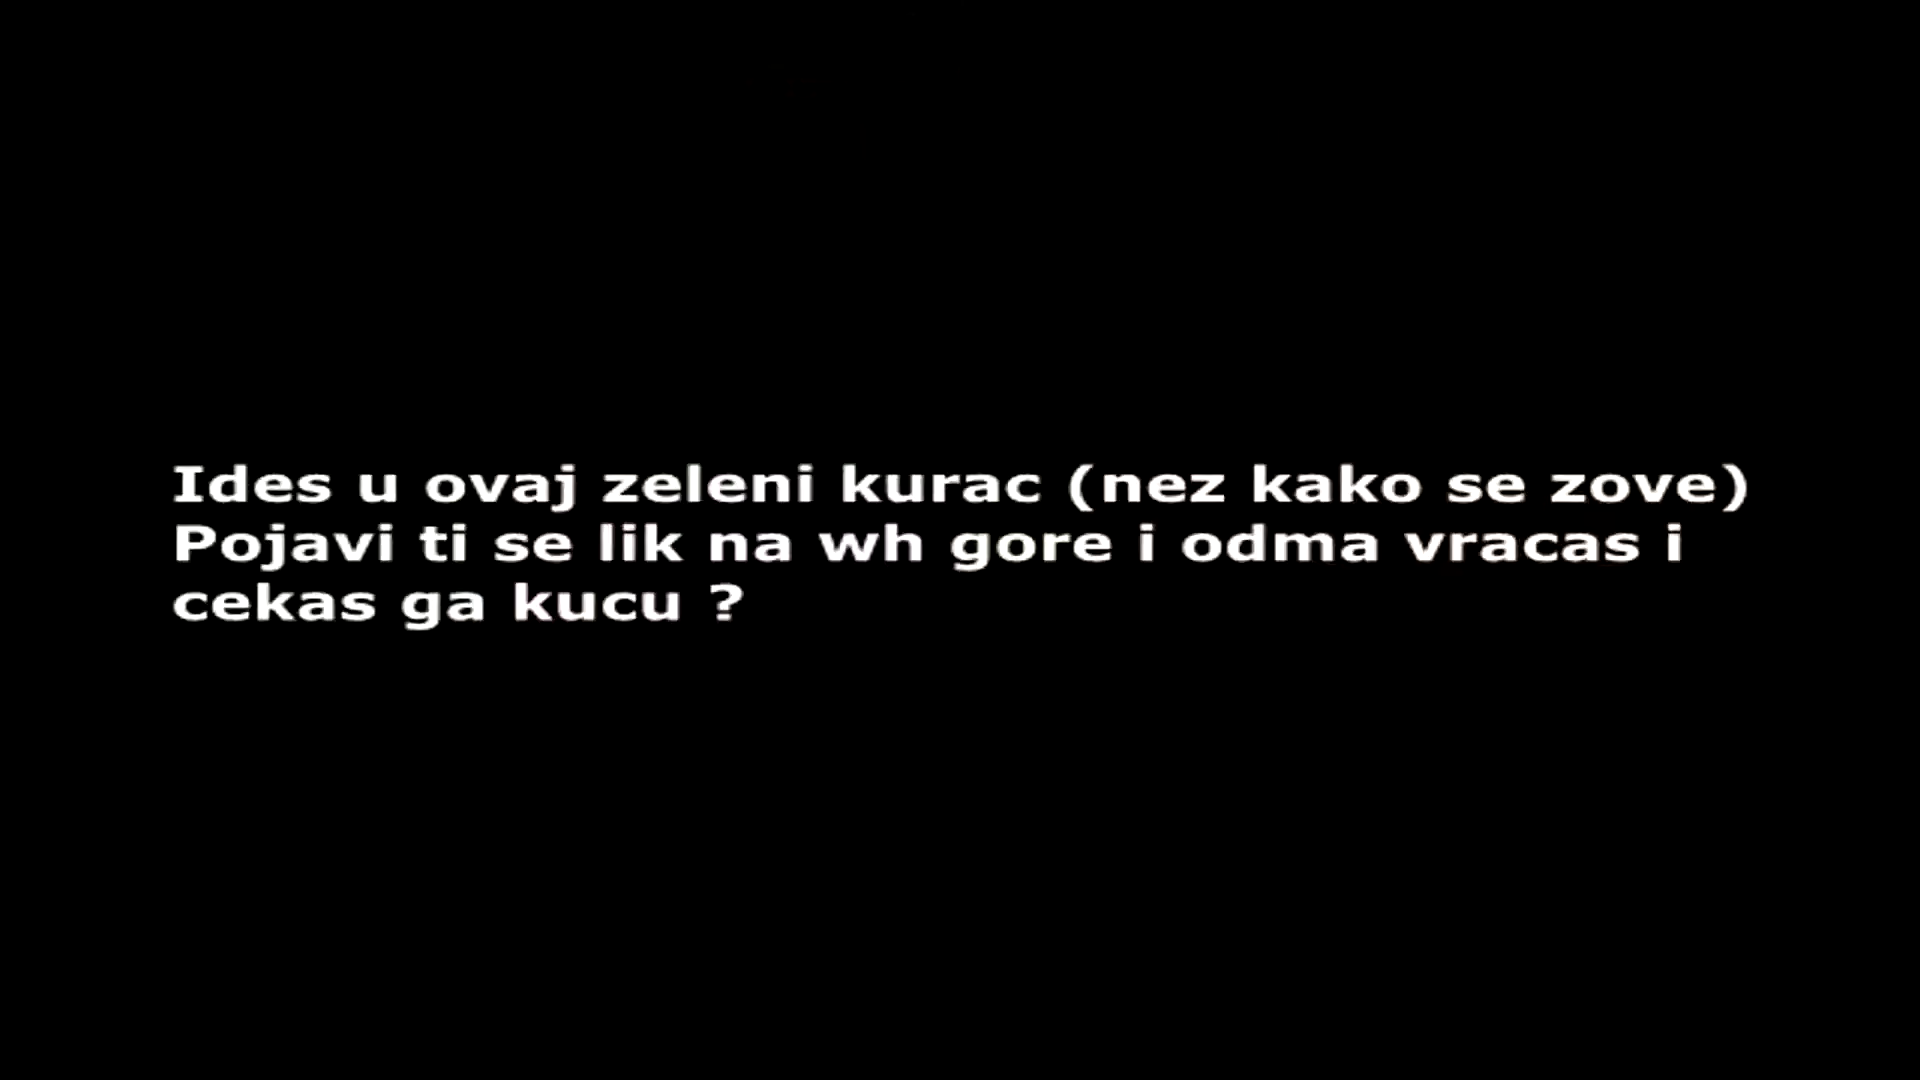 Ides u ovaj zeleni kurac (nez kako se zove)
Pojavi ti se lik na wh gore i odma vracas i
cekas ga kucu ?